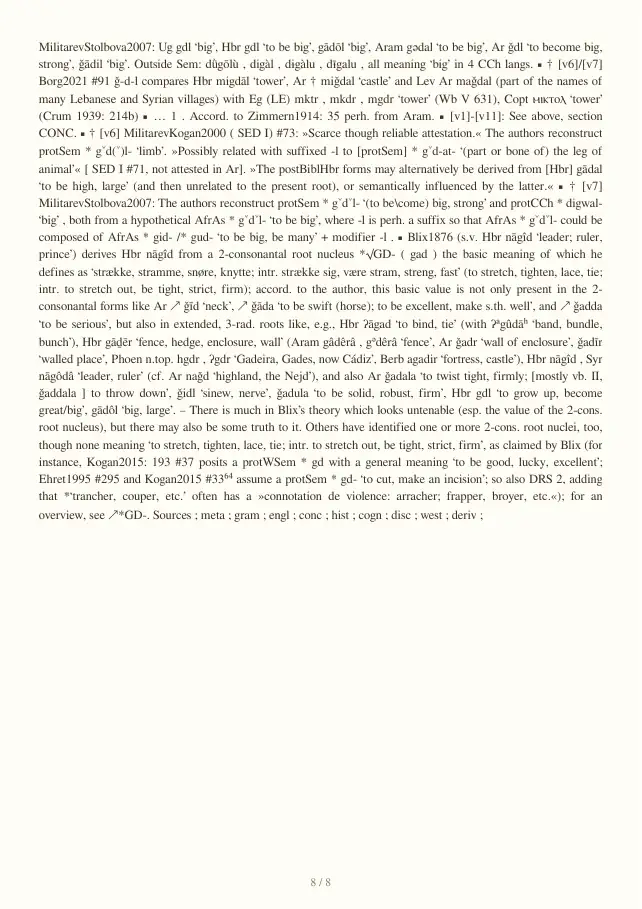 MilitarevStolbova2007: Ug gdl ‘big’, Hbr gdl ‘to be big’, gādōl ‘big’, Aram gədal ‘to be big’, Ar ǧdl ‘to become big,
strong’, ǧādil ‘big’. Outside Sem: dûgōlù , digàl , digàlu , dīgalu , all meaning ‘big’ in 4 CCh langs. ▪ † [v6]/[v7]
Borg2021 #91 ǧ-d-l compares Hbr migdāl ‘tower’, Ar † miǧdal ‘castle’ and Lev Ar maǧdal (part of the names of
many Lebanese and Syrian villages) with Eg (LE) mktr , mkdr , mgdr ‘tower’ (Wb V 631), Copt ⲙⲓⲕⲧⲟⲗ ‘tower’
(Crum 1939: 214b) ▪ … 1 . Accord. to Zimmern1914: 35 perh. from Aram. ▪ [v1]-[v11]: See above, section
CONC. ▪ † [v6] MilitarevKogan2000 ( SED I) #73: »Scarce though reliable attestation.« The authors reconstruct
protSem * gˇd(ˇ)l- ‘limb’. »Possibly related with suffixed -l to [protSem] * gˇd-at- ‘(part or bone of) the leg of
animal’« [ SED I #71, not attested in Ar]. »The postBiblHbr forms may alternatively be derived from [Hbr] gādal
‘to be high, large’ (and then unrelated to the present root), or semantically influenced by the latter.« ▪ † [v7]
MilitarevStolbova2007: The authors reconstruct protSem * gˇdˇl- ‘(to be\come) big, strong’ and protCCh * digwal-
‘big’ , both from a hypothetical AfrAs * gˇdˇl- ‘to be big’, where -l is perh. a suffix so that AfrAs * gˇdˇl- could be
composed of AfrAs * gid- /* gud- ‘to be big, be many’ + modifier -l . ▪ Blix1876 (s.v. Hbr nāgīd ‘leader; ruler,
prince’) derives Hbr nāgīd from a 2-consonantal root nucleus *√GD- ( gad ) the basic meaning of which he
defines as ‘strække, stramme, snøre, knytte; intr. strække sig, være stram, streng, fast’ (to stretch, tighten, lace, tie;
intr. to stretch out, be tight, strict, firm); accord. to the author, this basic value is not only present in the 2-
consonantal forms like Ar ↗ ǧīd ‘neck’, ↗ ǧāda ‘to be swift (horse); to be excellent, make s.th. well’, and ↗ ǧadda
‘to be serious’, but also in extended, 3-rad. roots like, e.g., Hbr ʔāgad ‘to bind, tie’ (with ʔᵃgûdāʰ ‘band, bundle,
bunch’), Hbr gāḏēr ‘fence, hedge, enclosure, wall’ (Aram gâdêrâ , gᵊdêrâ ‘fence’, Ar ǧadr ‘wall of enclosure’, ǧadīr
‘walled place’, Phoen n.top. hgdr , ʔgdr ‘Gadeira, Gades, now Cádiz’, Berb agadir ‘fortress, castle’), Hbr nāgīd , Syr
nāgôdâ ‘leader, ruler’ (cf. Ar naǧd ‘highland, the Nejd’), and also Ar ǧadala ‘to twist tight, firmly; [mostly vb. II,
ǧaddala ] to throw down’, ǧidl ‘sinew, nerve’, ǧadula ‘to be solid, robust, firm’, Hbr gdl ‘to grow up, become
great/big’, gādôl ‘big, large’. – There is much in Blix’s theory which looks untenable (esp. the value of the 2-cons.
root nucleus), but there may also be some truth to it. Others have identified one or more 2-cons. root nuclei, too,
though none meaning ‘to stretch, tighten, lace, tie; intr. to stretch out, be tight, strict, firm’, as claimed by Blix (for
instance, Kogan2015: 193 #37 posits a protWSem * gd with a general meaning ‘to be good, lucky, excellent’;
Ehret1995 #295 and Kogan2015 #33⁶⁴ assume a protSem * gd- ‘to cut, make an incision’; so also DRS 2, adding
that *‘trancher, couper, etc.’ often has a »connotation de violence: arracher; frapper, broyer, etc.«); for an
overview, see ↗*GD-. Sources ; meta ; gram ; engl ; conc ; hist ; cogn ; disc ; west ; deriv ;
8 / 8